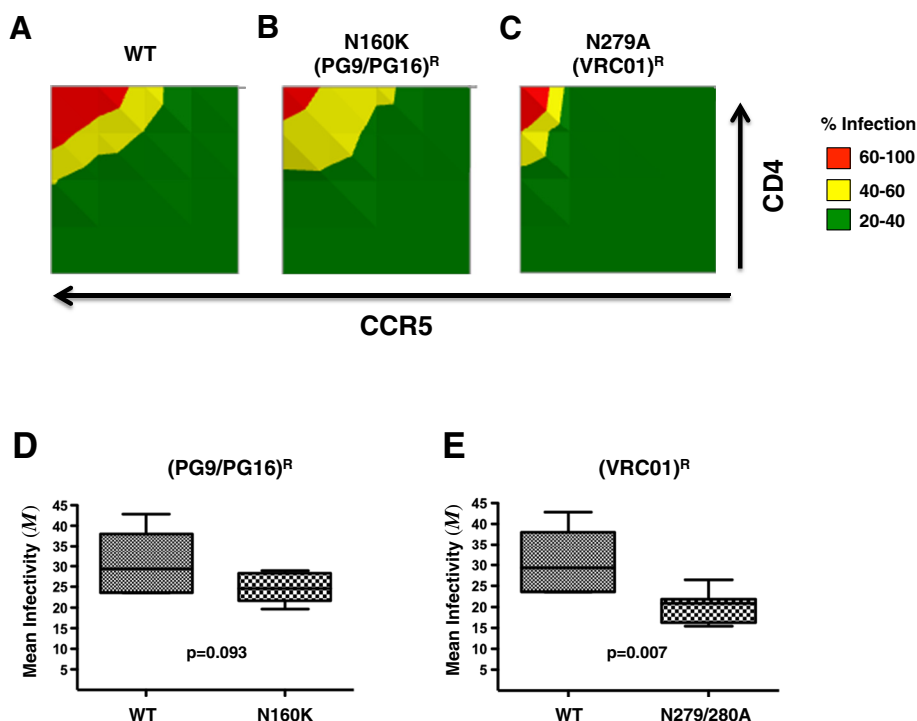 A
WT
B
N160K
(PG9/PG16)ᴿ
C
N279A
(VRC01)ᴿ
CD4
% Infection
60-100
40-60
20-40
CCR5
D
(PG9/PG16)ᴿ
Mean Infectivity (M)
45
40
35
30
25
20
15
10
5
p=0.093
WT
N160K
E
(VRC01)ᴿ
Mean Infectivity (M)
45
40
35
30
25
20
15
10
5
p=0.007
WT
N279/280A